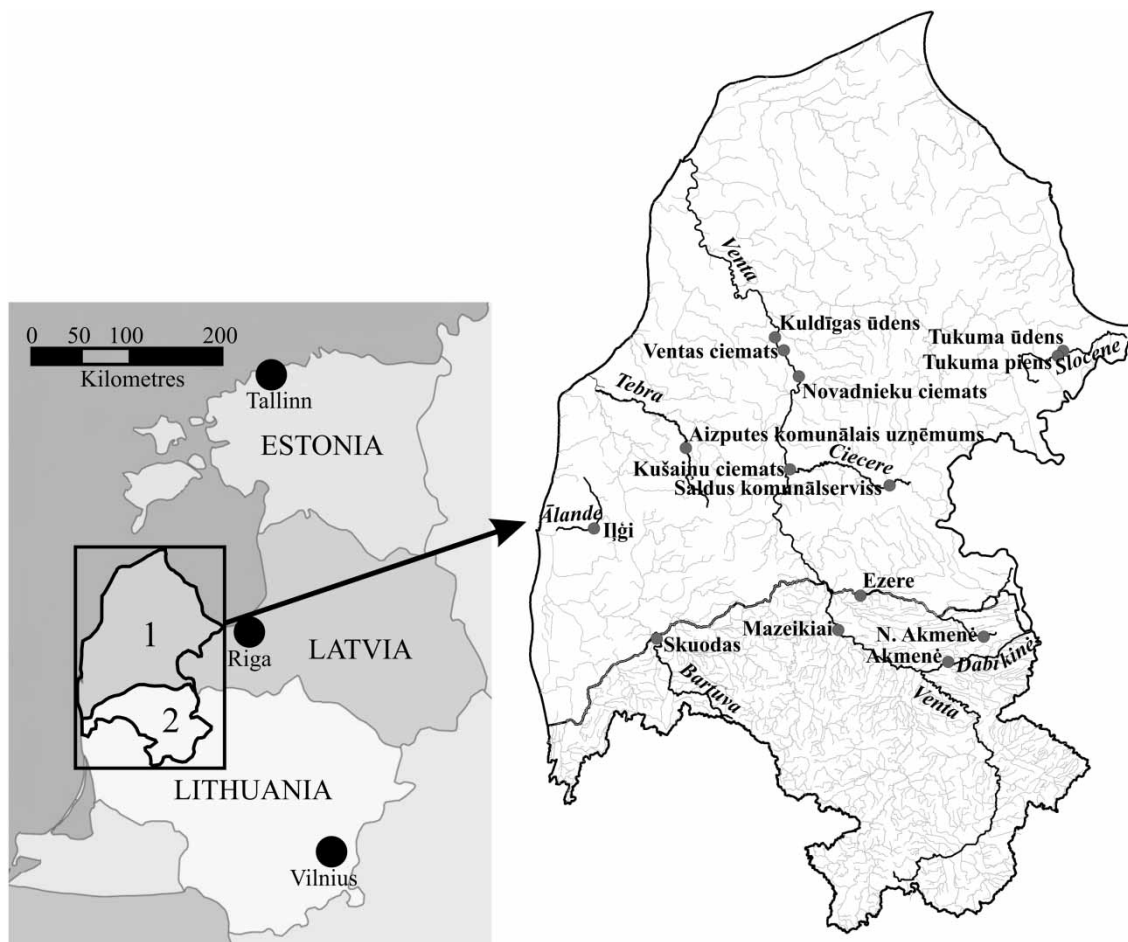 0 50 100 200
Kilometres
Tallinn
ESTONIA
1
Riga
LATVIA
2
LITHUANIA
Vilnius
Venta
Kuldīgas ūdens
Ventas ciemats
Tukuma ūdens
Tukuma piens
Slocene
Novadnieku ciemats
Tebra
Aizputes komunālais uzņēmums
Kušaiņu ciemats
Ciecere
Saldus komunālserviss
Ālande
Iļģi
Ezere
Mazeikiai
N. Akmenė
Skuodas
Akmenė
Dabikinė
Bartuva
Venta